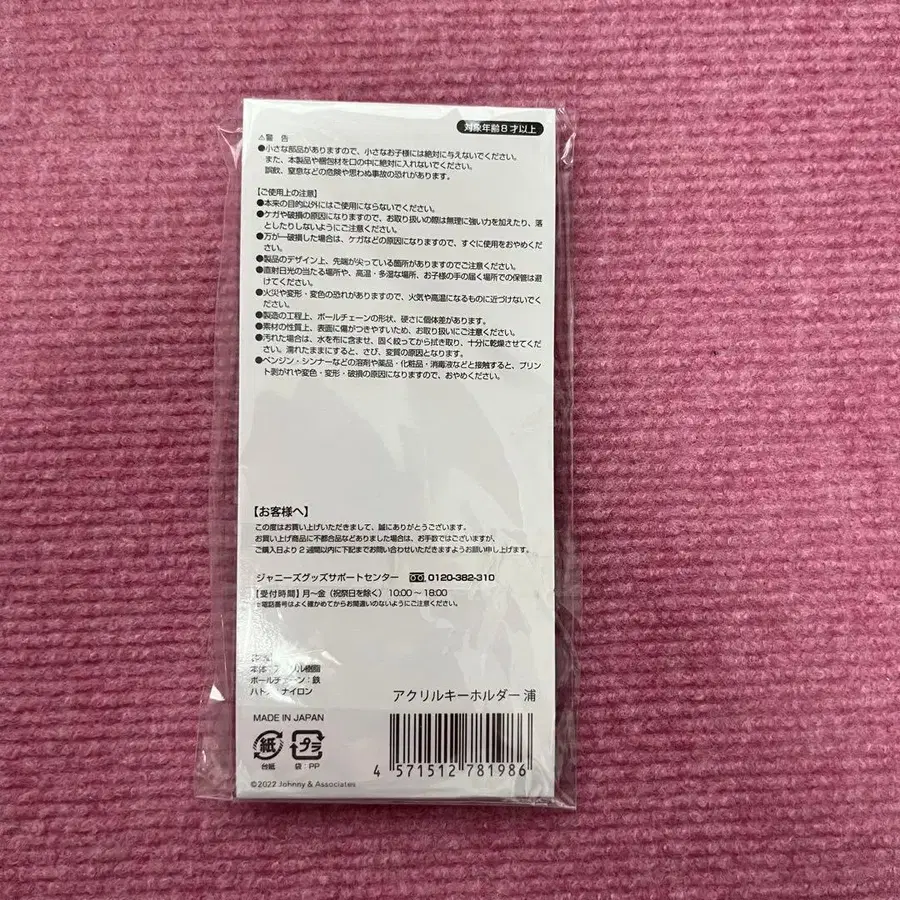 対象年齢8才以上
⚠警 告
●小さな部品がありますので、小さなお子様には絶対に与えないでください。
また、本製品や梱包材を口の中に絶対に入れないでください。
誤飲、窒息などの危険や思わぬ事故の恐れがあります。
【ご使用上の注意】
●本来の目的以外にはご使用にならないでください。
●ケガや破損の原因になりますので、お取り扱いの際は無理に強い力を加えたり、落
としたりしないようにご注意ください。
●万が一破損した場合は、ケガなどの原因になりますので、すぐに使用をおやめくだ
さい。
●製品のデザイン上、先端が尖っている箇所がありますのでご注意ください。
●直射日光の当たる場所や、高温・多湿な場所、お子様の手の届く場所での保管は避
けてください。
●火災や変形・変色の恐れがありますので、火気や高温になるものに近づけないでく
ださい。
●製造の工程上、ボールチェーンの形状、硬さに個体差があります。
●素材の性質上、表面に傷がつきやすいため、お取り扱いにご注意ください。
●汚れた場合は、水を布に含ませ、固く絞ってから拭き取り、十分に乾燥させてくだ
さい。濡れたままにすると、さび、変質の原因となります。
●ベンジン・シンナーなどの溶剤や薬品・化粧品・消毒液などと接触すると、プリン
ト剥がれや変色・変形・破損の原因になりますので、おやめください。
【お客様へ】
この度はお買い上げいただきまして、誠にありがとうございます。
お買い上げ商品に不都合品などありました場合は、お手数ではございますが、
ご購入日より2週間以内に下記までお問い合わせいただきますようお願い申し上げます。
ジャニーズグッズサポートセンター 0120-382-310
【受付時間】月～金（祝祭日を除く）10:00～18:00
※電話番号はよく確かめてからお間違のないようにご注意ください。
本体 ル樹脂
ボールチェーン：鉄
ナイロン
アクリルキーホルダー 浦
MADE IN JAPAN
紙 プラ
台紙 袋：PP
4 571512 781986
©2022 Johnny & Associates